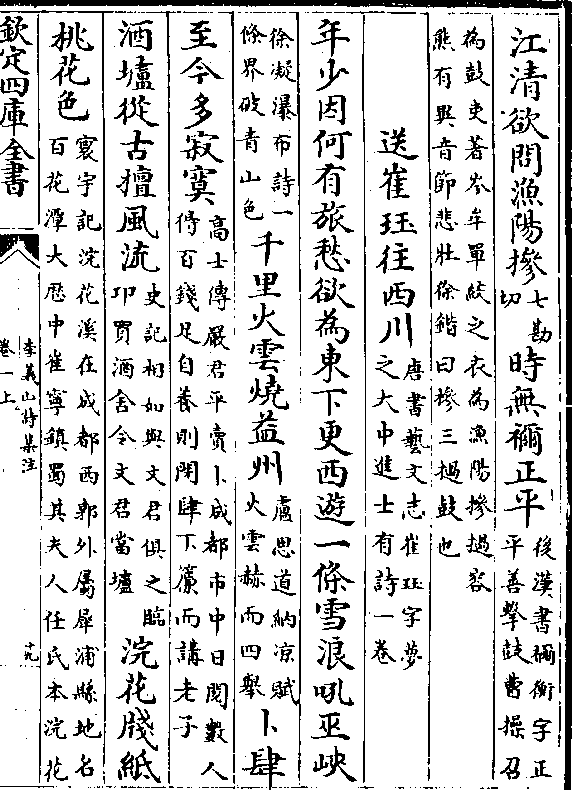 江清欲問漁陽摻七勘切時無禰正平後漢書禰衡字正平善擊鼓曹操召
為鼓吏著岑牟單絞之衣為漁陽摻撾容態有異音節悲壯徐鍇曰摻三撾鼓也
送崔珏往西川唐書藝文志崔珏字夢之大中進士有詩一卷
年少因何有旅愁欲為東下更西遊一條雪浪吼巫峽
徐凝瀑布詩一條界破青山色千里火雲燒益州盧思道納凉賦火雲赫而四舉卜肆
至今多寂寞高士傳嚴君平賣卜成都市中日閱數人得百錢足自養則閉肆下簾而講老子
酒壚從古擅風流史記相如與文君俱之臨卭買酒舍令文君當壚浣花牋紙
桃花色寰宇記浣花溪在成都西郭外屬犀浦縣地名百花潭大厯中崔寧鎮蜀其夫人任氏本浣花
欽定四庫全書
李義山詩集注
卷一上
十九